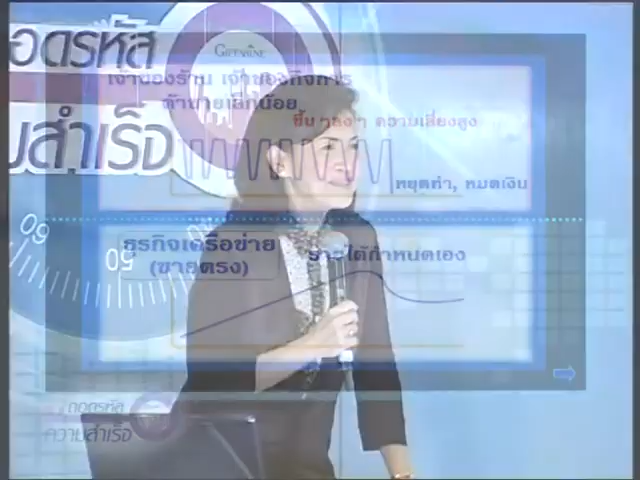 อดรหัส
มสำเร็จ
GIFFARINE
เจ้าของร้าน เจ้าของกิจการ
ค้าขายเล็กน้อย
ขึ้นๆลงๆ ความเสี่ยงสูง
หยุดทำ, หมดเงิน
ธุรกิจเครือข่าย
(ขายตรง)
รายได้กำหนดเอง
60
50
ถอดรหัส
ความสำเร็จ